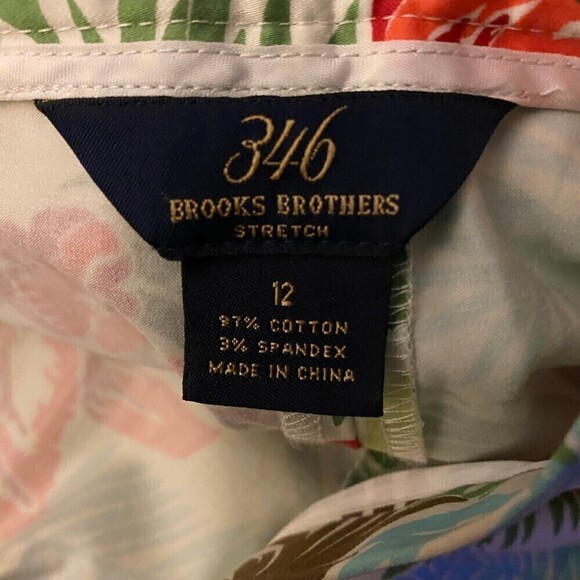 346
BROOKS BROTHERS
STRETCH
12
97% COTTON
3% SPANDEX
MADE IN CHINA